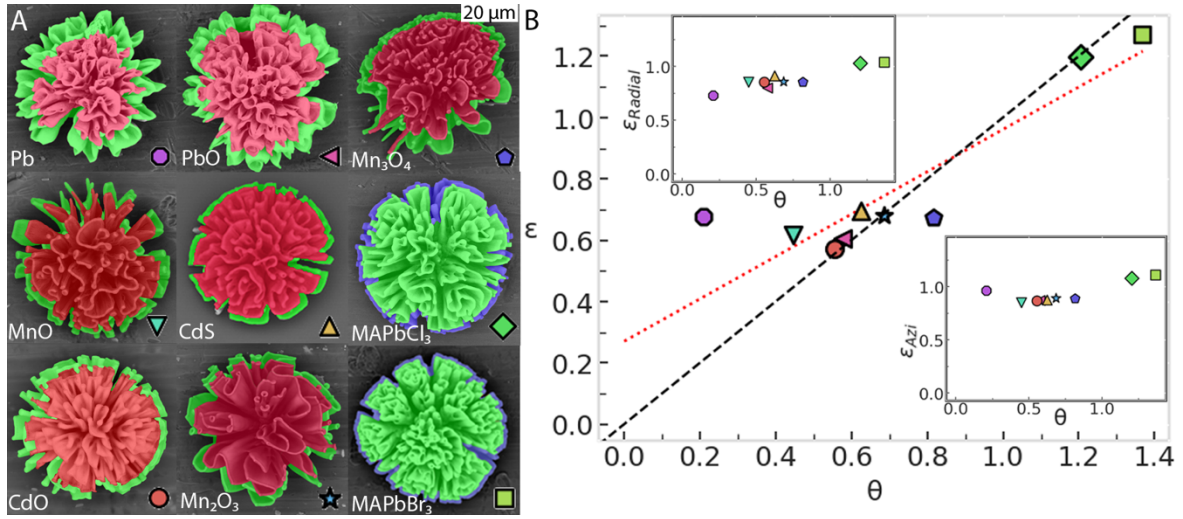 A
20 μm
Pb
PbO
Mn₃O₄
MnO
CdS
MAPbCl₃
CdO
Mn₂O₃
MAPbBr₃
B
ε
1.2
1.0
0.8
0.6
0.4
0.2
0.0
0.0 0.2 0.4 0.6 0.8 1.0 1.2 1.4
θ
ε Radial
1.0
0.5
0.0
0.0 0.5 1.0
θ
ε Azi
1.0
0.5
0.0
0.0 0.5 1.0
θ